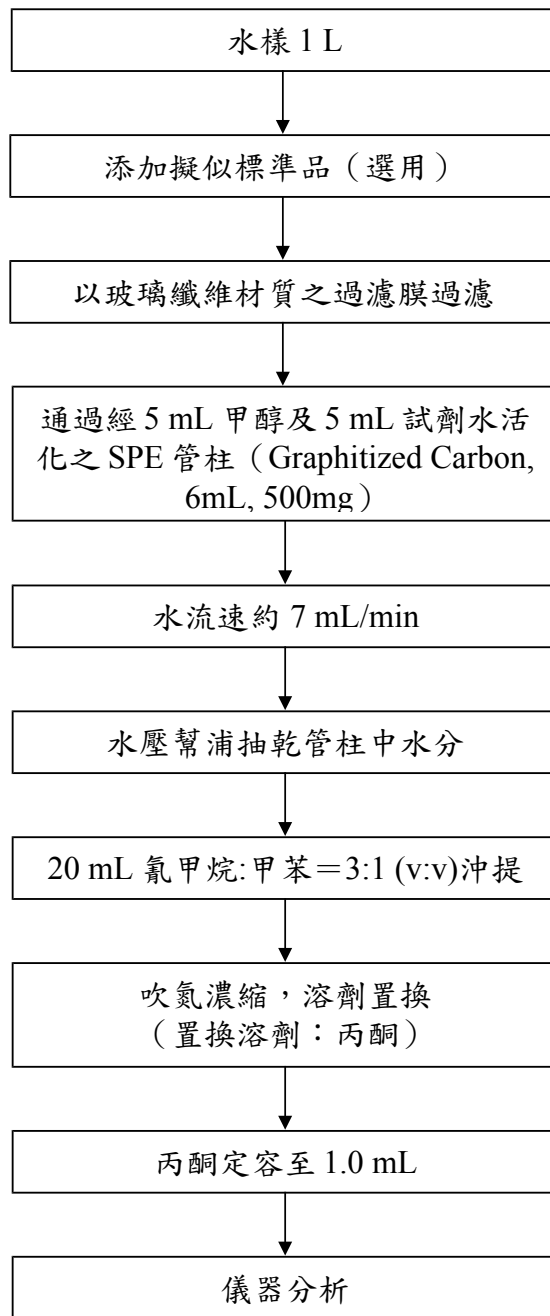 水樣 1 L
添加擬似標準品（選用）
以玻璃纖維材質之過濾膜過濾
通過經 5 mL 甲醇及 5 mL 試劑水活
化之 SPE 管柱（Graphitized Carbon,
6mL, 500mg）
水流速約 7 mL/min
水壓幫浦抽乾管柱中水分
20 mL 氰甲烷:甲苯＝3:1 (v:v)沖提
吹氮濃縮，溶劑置換
（置換溶劑：丙酮）
丙酮定容至 1.0 mL
儀器分析